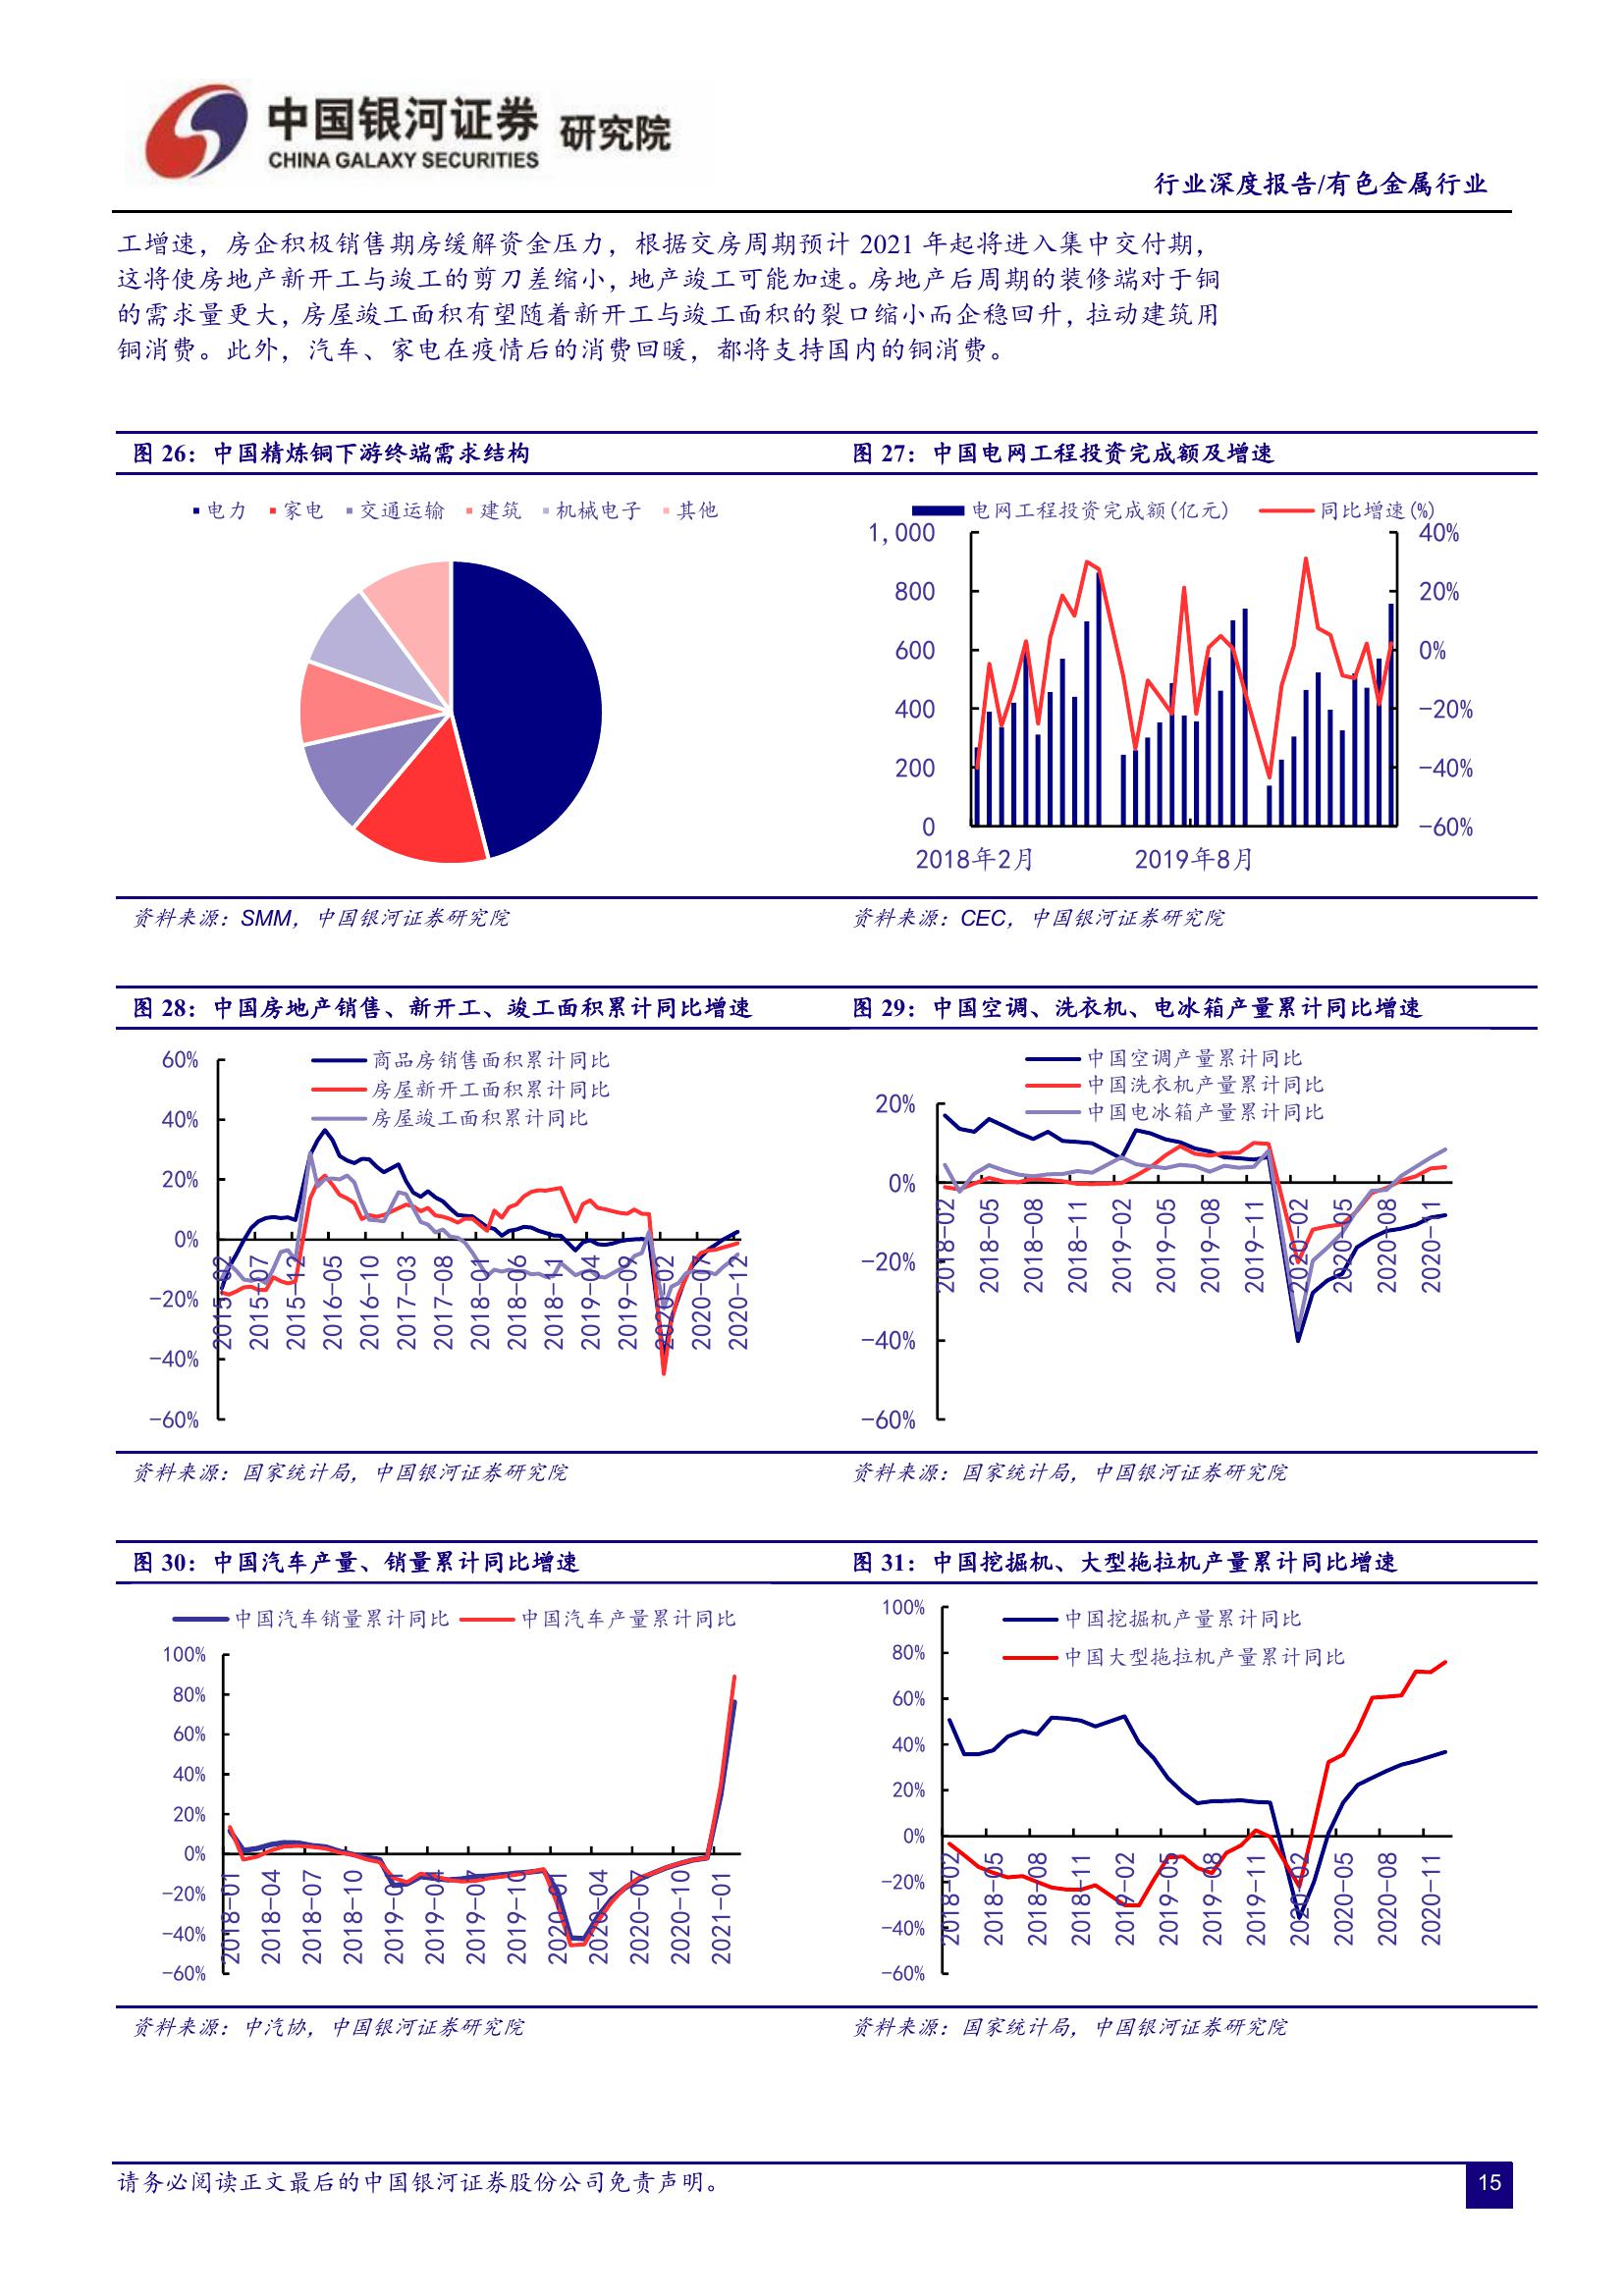 中国银河证券 研究院
CHINA GALAXY SECURITIES
行业深度报告/有色金属行业
工增速，房企积极销售期房缓解资金压力，根据交房周期预计 2021 年起将进入集中交付期，
这将使房地产新开工与竣工的剪刀差缩小，地产竣工可能加速。房地产后周期的装修端对于铜
的需求量更大，房屋竣工面积有望随着新开工与竣工面积的裂口缩小而企稳回升，拉动建筑用
铜消费。此外，汽车、家电在疫情后的消费回暖，都将支持国内的铜消费。
图 26：中国精炼铜下游终端需求结构
电力 家电 交通运输 建筑 机械电子 其他
资料来源：SMM，中国银河证券研究院
图 27：中国电网工程投资完成额及增速
电网工程投资完成额(亿元) 同比增速(%)
1,000
800
600
400
200
0
40%
20%
0%
-20%
-40%
-60%
2018年2月 2019年8月
资料来源：CEC，中国银河证券研究院
图 28：中国房地产销售、新开工、竣工面积累计同比增速
商品房销售面积累计同比
房屋新开工面积累计同比
房屋竣工面积累计同比
60%
40%
20%
0%
-20%
-40%
-60%
2015-02 2015-07 2015-12 2016-05 2016-10 2017-03 2017-08 2018-01 2018-06 2018-11 2019-04 2019-09 2020-02 2020-07 2020-12
资料来源：国家统计局，中国银河证券研究院
图 29：中国空调、洗衣机、电冰箱产量累计同比增速
中国空调产量累计同比
中国洗衣机产量累计同比
中国电冰箱产量累计同比
20%
0%
-20%
-40%
-60%
2018-02 2018-05 2018-08 2018-11 2019-02 2019-05 2019-08 2019-11 2020-02 2020-05 2020-08 2020-11
资料来源：国家统计局，中国银河证券研究院
图 30：中国汽车产量、销量累计同比增速
中国汽车销量累计同比 中国汽车产量累计同比
100%
80%
60%
40%
20%
0%
-20%
-40%
-60%
2018-01 2018-04 2018-07 2018-10 2019-01 2019-04 2019-07 2019-10 2020-01 2020-04 2020-07 2020-10 2021-01
资料来源：中汽协，中国银河证券研究院
图 31：中国挖掘机、大型拖拉机产量累计同比增速
中国挖掘机产量累计同比
中国大型拖拉机产量累计同比
100%
80%
60%
40%
20%
0%
-20%
-40%
-60%
2018-02 2018-05 2018-08 2018-11 2019-02 2019-05 2019-08 2019-11 2020-02 2020-05 2020-08 2020-11
资料来源：国家统计局，中国银河证券研究院
请务必阅读正文最后的中国银河证券股份公司免责声明。
15